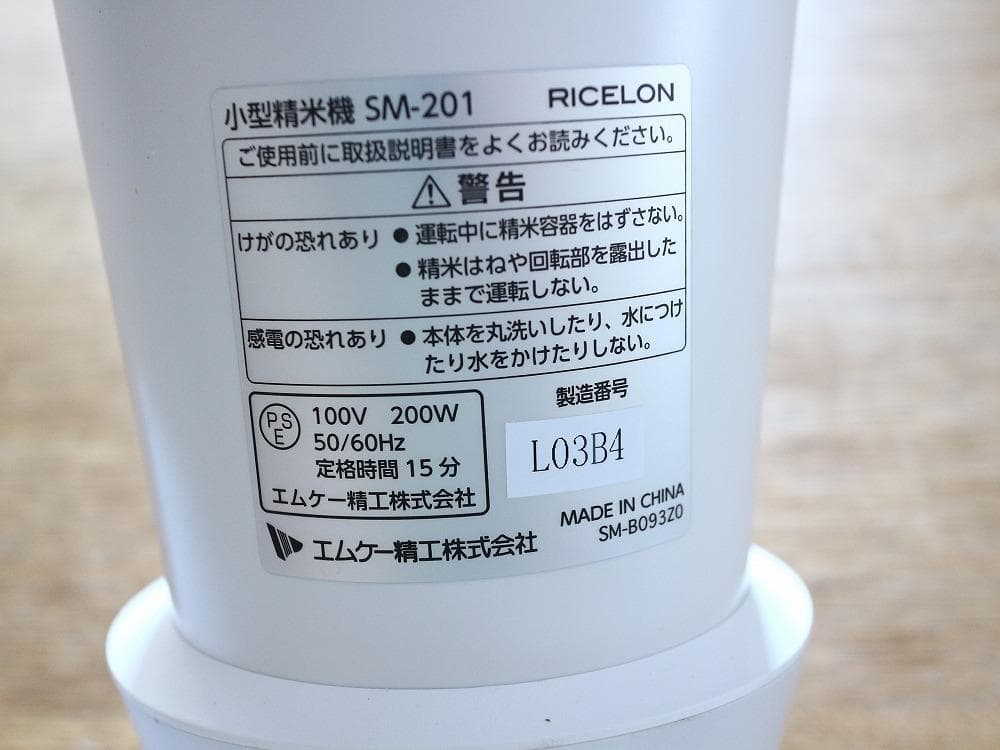 小型精米機 SM-201 RICELON
ご使用前に取扱説明書をよくお読みください。
警告
けがの恐れあり ●運転中に精米容器をはずさない。
●精米はねや回転部を露出した
ままで運転しない。
感電の恐れあり ●本体を丸洗いしたり、水につけ
たり水をかけたりしない。
PSE
100V 200W
50/60Hz
定格時間 15分
エムケー精工株式会社
製造番号
L03B4
エムケー精工株式会社
MADE IN CHINA
SM-B093Z0